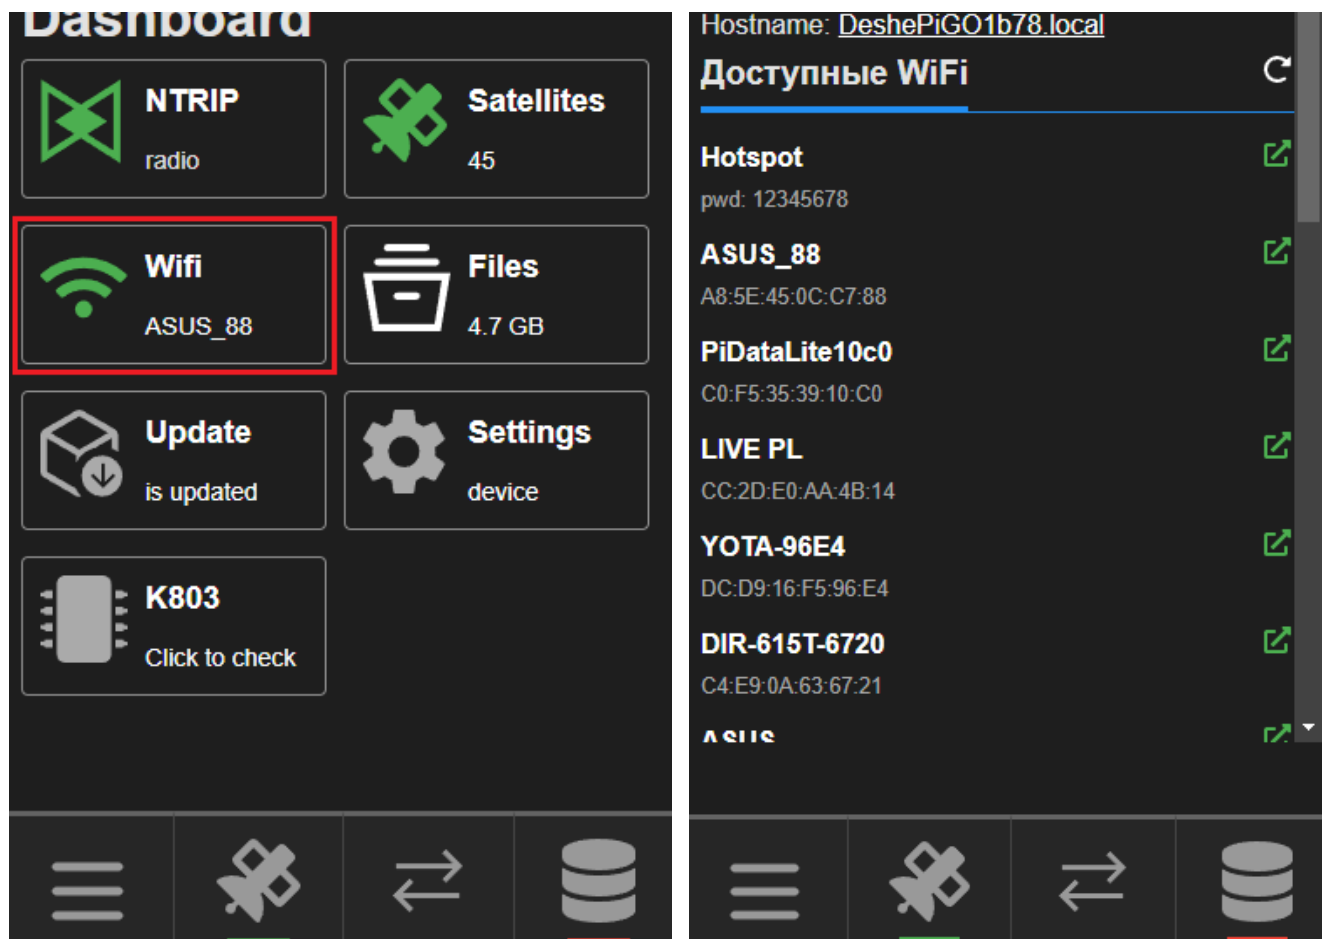 Dashboard
NTRIP
radio
Satellites
45
Wifi
ASUS_88
Files
4.7 GB
Update
is updated
Settings
device
K803
Click to check
Hostname: DeshePiGO1b78.local
Доступные WiFi
Hotspot
pwd: 12345678
ASUS_88
A8:5E:45:0C:C7:88
PiDataLite10c0
C0:F5:35:39:10:C0
LIVE PL
CC:2D:E0:AA:4B:14
YOTA-96E4
DC:D9:16:F5:96:E4
DIR-615T-6720
C4:E9:0A:63:67:21
ASUS